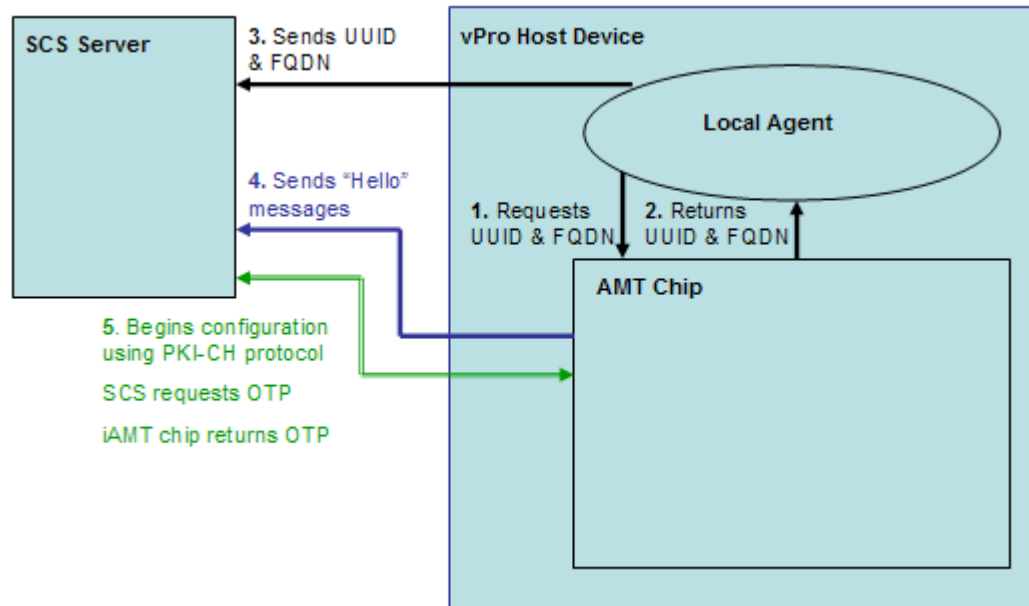 SCS Server
3. Sends UUID
& FQDN
vPro Host Device
Local Agent
4. Sends “Hello”
messages
1. Requests
UUID & FQDN
2. Returns
UUID & FQDN
AMT Chip
5. Begins configuration
using PKI-CH protocol
SCS requests OTP
iAMT chip returns OTP